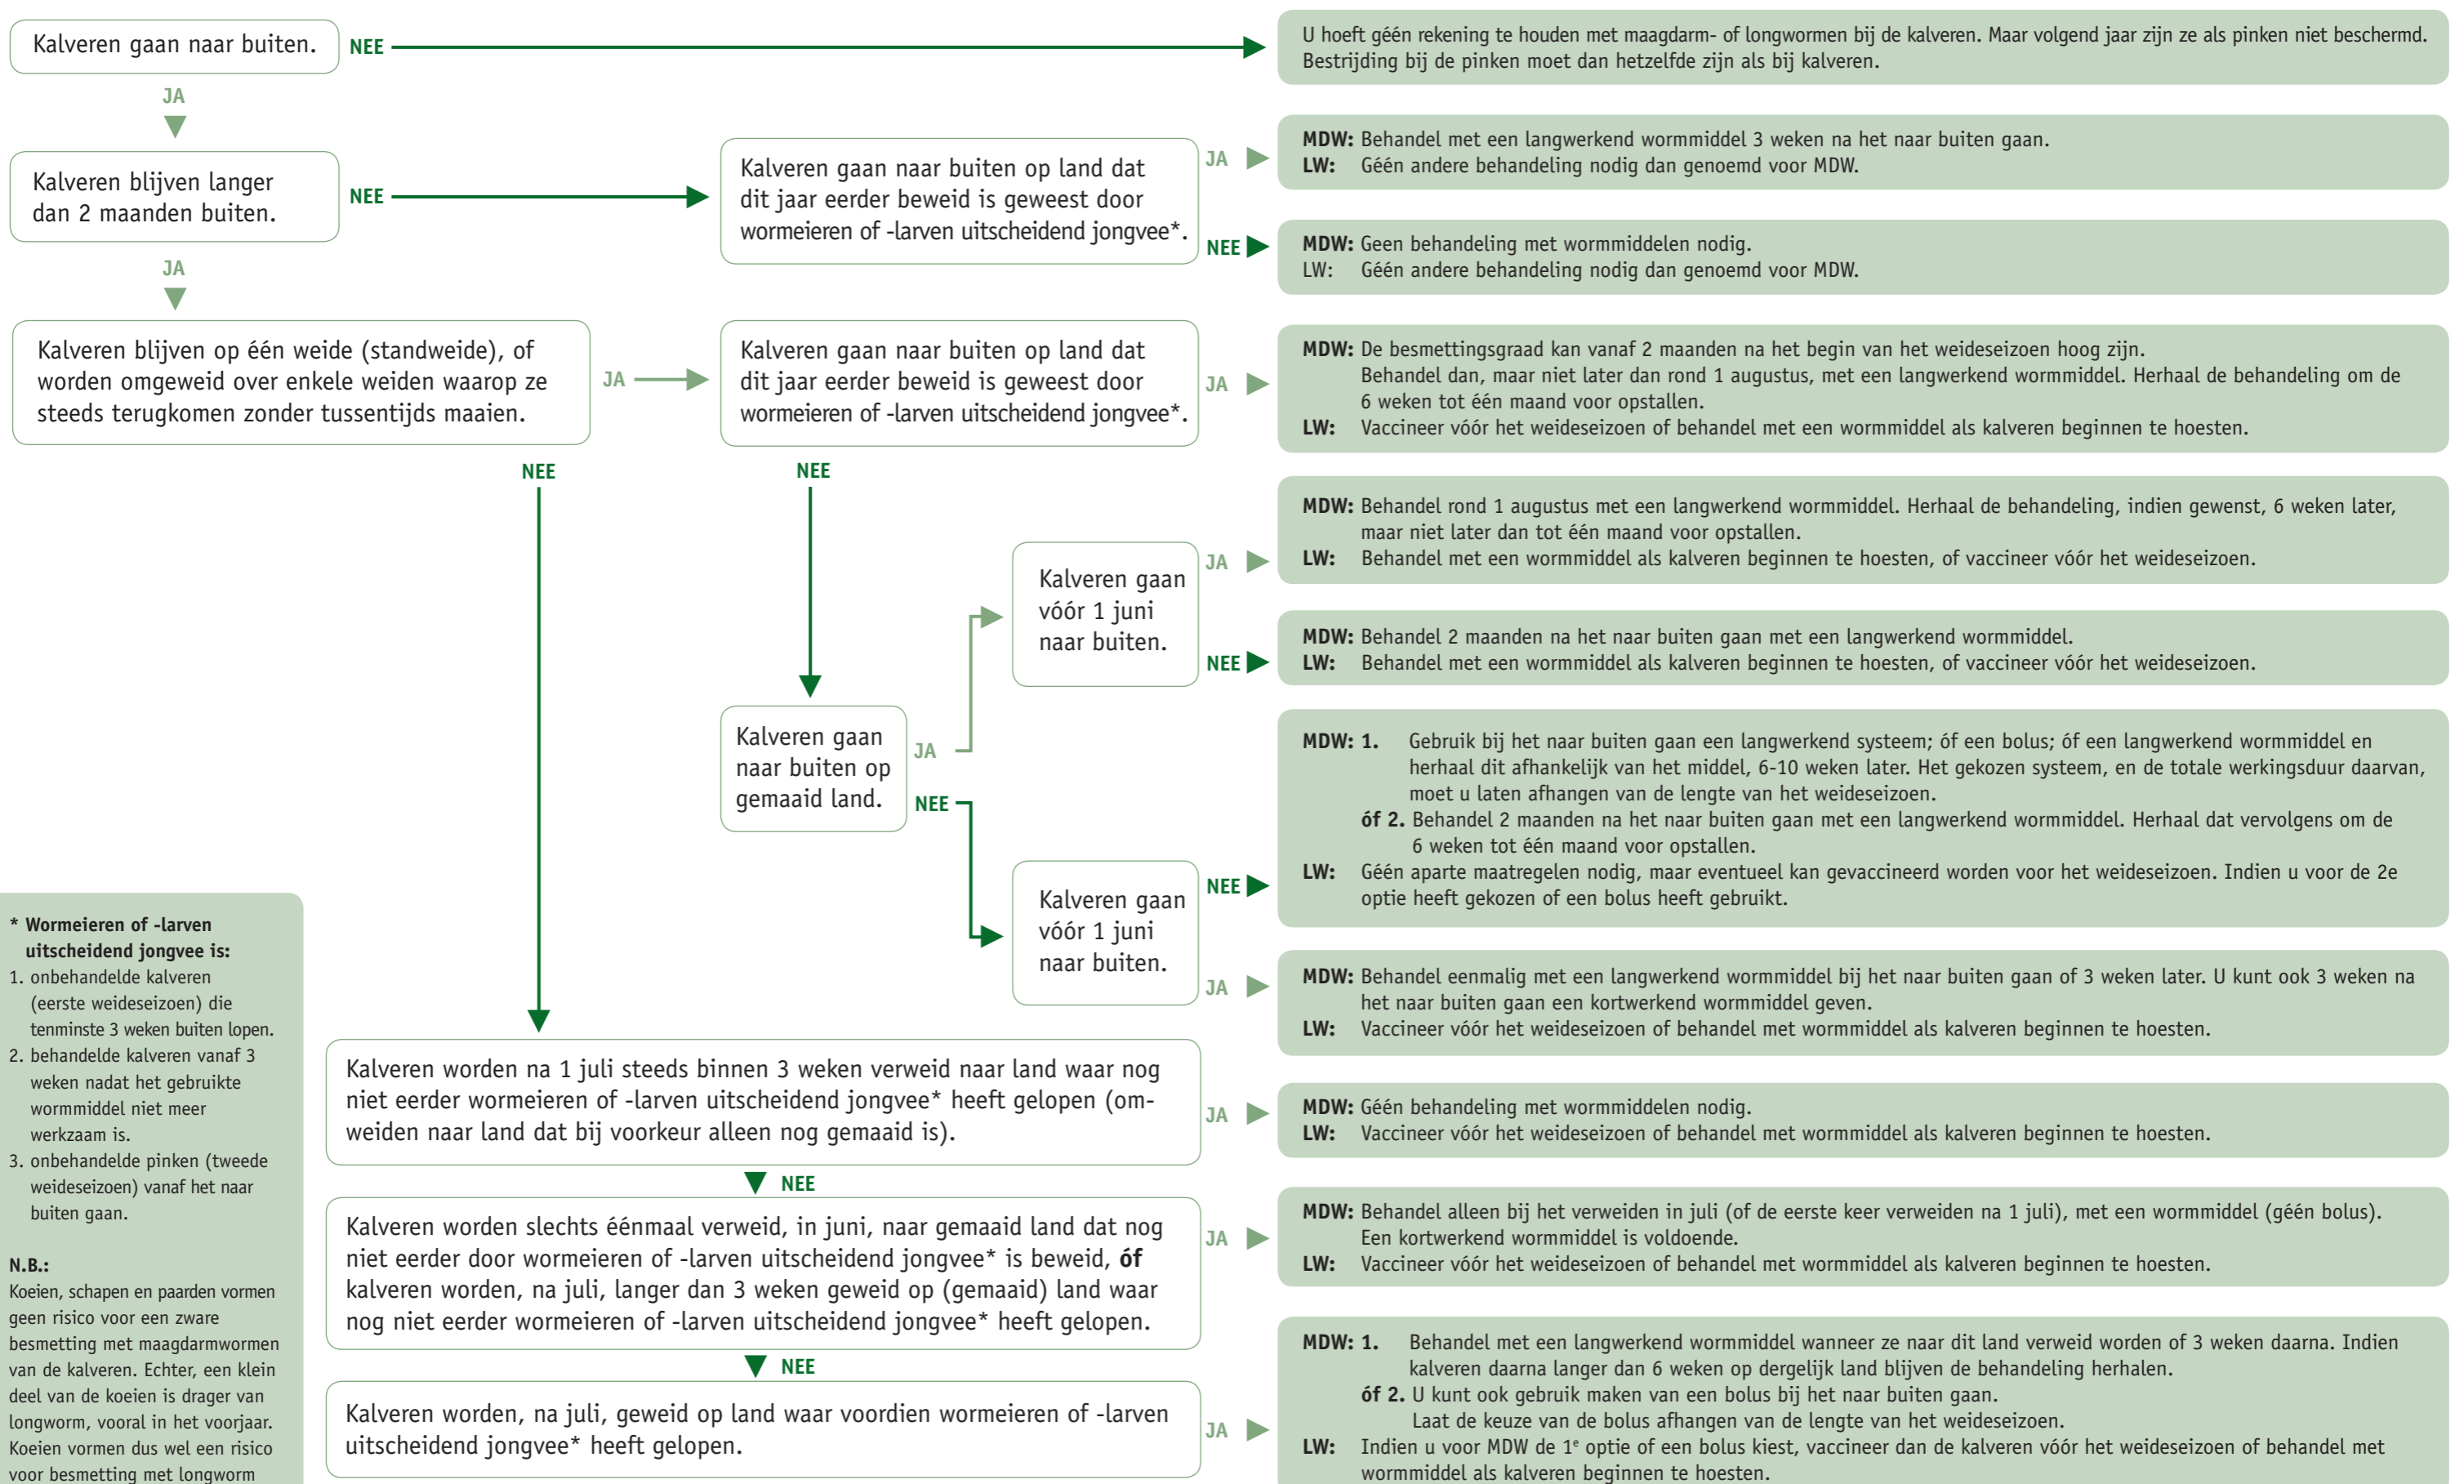 Kalveren gaan naar buiten.
NEE
U hoeft géén rekening te houden met maagdarm- of longwormen bij de kalveren. Maar volgend jaar zijn ze als pinken niet beschermd.
Bestrijding bij de pinken moet dan hetzelfde zijn als bij kalveren.
JA
Kalveren blijven langer
dan 2 maanden buiten.
NEE
Kalveren gaan naar buiten op land dat
dit jaar eerder beweid is geweest door
wormeieren of -larven uitscheidend jongvee*.
JA
MDW: Behandel met een langwerkend wormmiddel 3 weken na het naar buiten gaan.
LW: Géén andere behandeling nodig dan genoemd voor MDW.
NEE
MDW: Geen behandeling met wormmiddelen nodig.
LW: Géén andere behandeling nodig dan genoemd voor MDW.
JA
Kalveren blijven op één weide (standweide), of
worden omgeweid over enkele weiden waarop ze
steeds terugkomen zonder tussentijds maaien.
JA
Kalveren gaan naar buiten op land dat
dit jaar eerder beweid is geweest door
wormeieren of -larven uitscheidend jongvee*.
JA
MDW: De besmettingsgraad kan vanaf 2 maanden na het begin van het weideseizoen hoog zijn.
Behandel dan, maar niet later dan rond 1 augustus, met een langwerkend wormmiddel. Herhaal de behandeling om de
6 weken tot één maand voor opstallen.
LW: Vaccineer vóór het weideseizoen of behandel met een wormmiddel als kalveren beginnen te hoesten.
NEE
NEE
Kalveren gaan
naar buiten op
gemaaid land.
JA
NEE
Kalveren gaan
vóór 1 juni
naar buiten.
JA
MDW: Behandel rond 1 augustus met een langwerkend wormmiddel. Herhaal de behandeling, indien gewenst, 6 weken later,
maar niet later dan tot één maand voor opstallen.
LW: Behandel met een wormmiddel als kalveren beginnen te hoesten, of vaccineer vóór het weideseizoen.
NEE
MDW: Behandel 2 maanden na het naar buiten gaan met een langwerkend wormmiddel.
LW: Behandel met een wormmiddel als kalveren beginnen te hoesten, of vaccineer vóór het weideseizoen.
Kalveren gaan
vóór 1 juni
naar buiten.
NEE
MDW: 1. Gebruik bij het naar buiten gaan een langwerkend systeem; óf een bolus; óf een langwerkend wormmiddel en
herhaal dit afhankelijk van het middel, 6-10 weken later. Het gekozen systeem, en de totale werkingsduur daarvan,
moet u laten afhangen van de lengte van het weideseizoen.
óf 2. Behandel 2 maanden na het naar buiten gaan met een langwerkend wormmiddel. Herhaal dat vervolgens om de
6 weken tot één maand voor opstallen.
LW: Géén aparte maatregelen nodig, maar eventueel kan gevaccineerd worden voor het weideseizoen. Indien u voor de 2e
optie heeft gekozen of een bolus heeft gebruikt.
JA
MDW: Behandel eenmalig met een langwerkend wormmiddel bij het naar buiten gaan of 3 weken later. U kunt ook 3 weken na
het naar buiten gaan een kortwerkend wormmiddel geven.
LW: Vaccineer vóór het weideseizoen of behandel met wormmiddel als kalveren beginnen te hoesten.
Kalveren worden na 1 juli steeds binnen 3 weken verweid naar land waar nog
niet eerder wormeieren of -larven uitscheidend jongvee* heeft gelopen (om-
weiden naar land dat bij voorkeur alleen nog gemaaid is).
JA
MDW: Géén behandeling met wormmiddelen nodig.
LW: Vaccineer vóór het weideseizoen of behandel met wormmiddel als kalveren beginnen te hoesten.
NEE
Kalveren worden slechts éénmaal verweid, in juni, naar gemaaid land dat nog
niet eerder door wormeieren of -larven uitscheidend jongvee* is beweid, óf
kalveren worden, na juli, langer dan 3 weken geweid op (gemaaid) land waar
nog niet eerder wormeieren of -larven uitscheidend jongvee* heeft gelopen.
JA
MDW: Behandel alleen bij het verweiden in juli (of de eerste keer verweiden na 1 juli), met een wormmiddel (géén bolus).
Een kortwerkend wormmiddel is voldoende.
LW: Vaccineer vóór het weideseizoen of behandel met wormmiddel als kalveren beginnen te hoesten.
NEE
Kalveren worden, na juli, geweid op land waar voordien wormeieren of -larven
uitscheidend jongvee* heeft gelopen.
JA
MDW: 1. Behandel met een langwerkend wormmiddel wanneer ze naar dit land verweid worden of 3 weken daarna. Indien
kalveren daarna langer dan 6 weken op dergelijk land blijven de behandeling herhalen.
óf 2. U kunt ook gebruik maken van een bolus bij het naar buiten gaan.
Laat de keuze van de bolus afhangen van de lengte van het weideseizoen.
LW: Indien u voor MDW de 1e optie of een bolus kiest, vaccineer dan de kalveren vóór het weideseizoen of behandel met
wormmiddel als kalveren beginnen te hoesten.
* Wormeieren of -larven
uitscheidend jongvee is:
1. onbehandelde kalveren
(eerste weideseizoen) die
tenminste 3 weken buiten lopen.
2. behandelde kalveren vanaf 3
weken nadat het gebruikte
wormmiddel niet meer
werkzaam is.
3. onbehandelde pinken (tweede
weideseizoen) vanaf het naar
buiten gaan.
N.B.:
Koeien, schapen en paarden vormen
geen risico voor een zware
besmetting met maagdarmwormen
van de kalveren. Echter, een klein
deel van de koeien is drager van
longworm, vooral in het voorjaar.
Koeien vormen dus wel een risico
voor besmetting met longworm